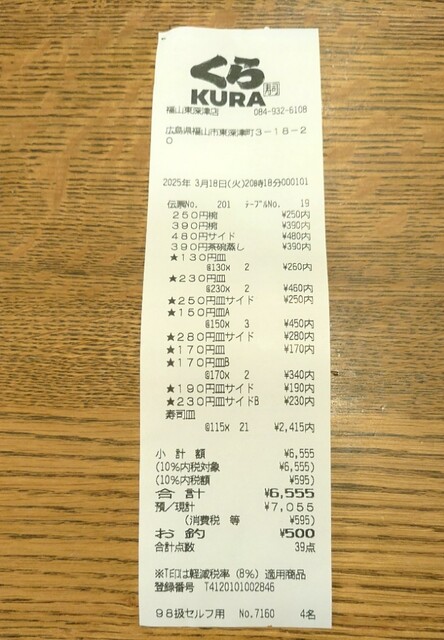 くら
寿司
KURA
福山東深津店 084-932-6108
広島県福山市東深津町3-18-2
0
2025年 3月18日(火)20時18分000101
伝票No. 201 テーブルNo. 19
250円椀 ¥250内
390円椀 ¥390内
480円サイド ¥480内
390円茶碗蒸し ¥390内
★130円皿
@130× 2 ¥260内
★230円皿
@230× 2 ¥460内
★250円皿サイド ¥250内
★150円皿A
@150× 3 ¥450内
★280円皿サイド ¥280内
★170円皿 ¥170内
★170円皿B
@170× 2 ¥340内
★190円皿サイド ¥190内
★230円皿サイドB ¥230内
寿司皿
@115× 21 ¥2,415内
小計額 ¥6,555
(10%内税対象 ¥6,555)
(10%内税額 ¥595)
合計 ¥6,555
預/現計 ¥7,055
(消費税 等 ¥595)
お釣 ¥500
合計点数 39点
※TE印は軽減税率(8%)適用商品
登録番号 T4120101002846
98扱セルフ用 No.7160 4名